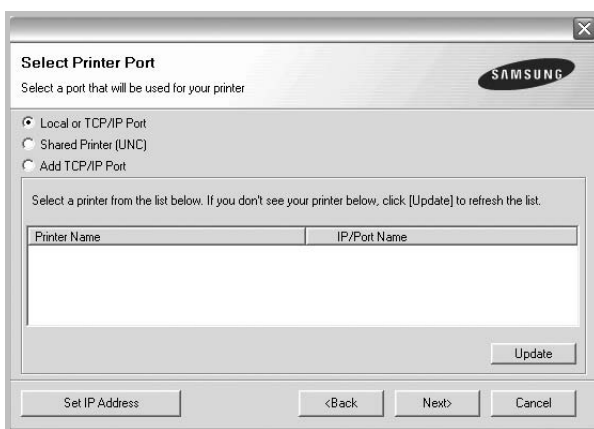 Select Printer Port
Select a port that will be used for your printer
SAMSUNG
Local or TCP/IP Port
Shared Printer (UNC)
Add TCP/IP Port
Select a printer from the list below. If you don't see your printer below, click [Update] to refresh the list.
Printer Name IP/Port Name
Update
Set IP Address <Back Next> Cancel